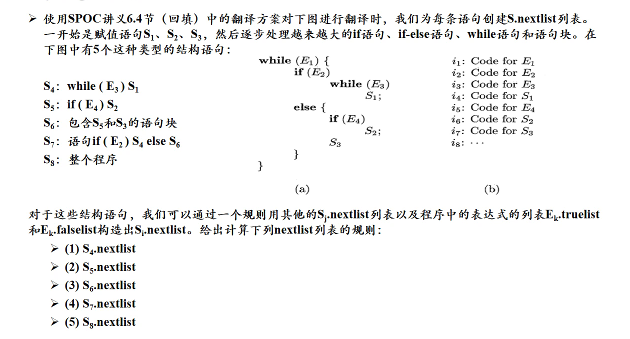 ➢ 使用SPOC讲义6.4节（回填）中的翻译方案对下图进行翻译时，我们为每条语句创建S.nextlist列表。
一开始是赋值语句S₁、S₂、S₃，然后逐步处理越来越大的if语句、if-else语句、while语句和语句块。在
下图中有5个这种类型的结构语句：
S₄: while ( E₃ ) S₁
S₅: if ( E₄ ) S₂
S₆: 包含S₅和S₃的语句块
S₇: 语句if ( E₂ ) S₄ else S₆
S₈: 整个程序
while (E₁) {
if (E₂)
while (E₃)
S₁;
else {
if (E₄)
S₂;
S₃
}
}
(a)
i₁: Code for E₁
i₂: Code for E₂
i₃: Code for E₃
i₄: Code for S₁
i₅: Code for E₄
i₆: Code for S₂
i₇: Code for S₃
i₈: ···
(b)
对于这些结构语句，我们可以通过一个规则用其他的Sⱼ.nextlist列表以及程序中的表达式的列表Eₖ.truelist
和Eₖ.falselist构造出Sᵢ.nextlist。给出计算下列nextlist列表的规则：
➢ (1) S₄.nextlist
➢ (2) S₅.nextlist
➢ (3) S₆.nextlist
➢ (4) S₇.nextlist
➢ (5) S₈.nextlist